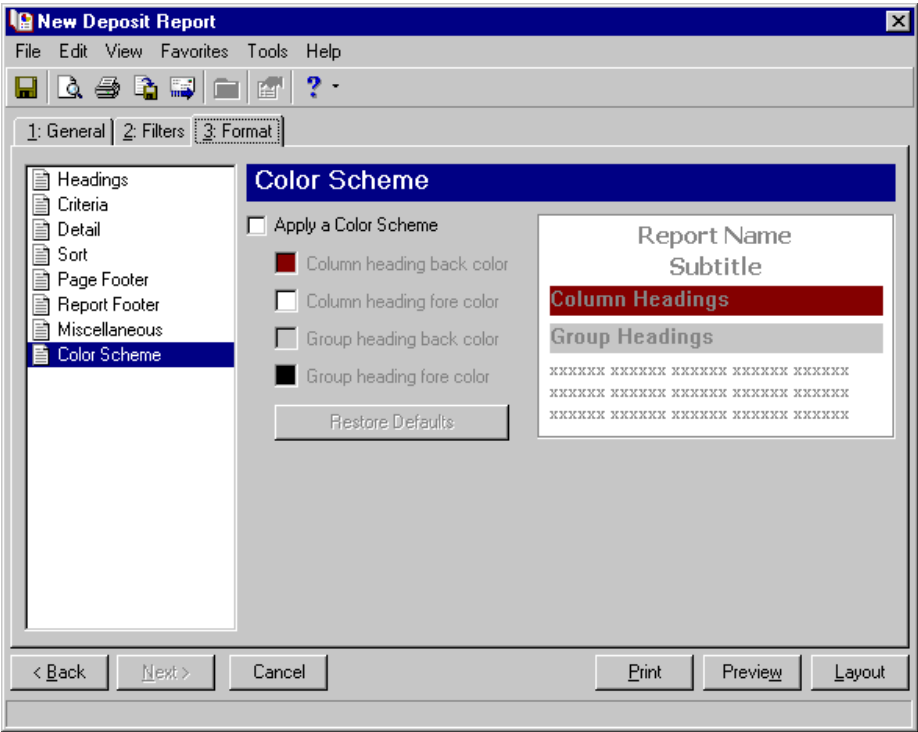 New Deposit Report
File Edit View Favorites Tools Help
?
1: General 2: Filters 3: Format
Headings
Criteria
Detail
Sort
Page Footer
Report Footer
Miscellaneous
Color Scheme
Color Scheme
Apply a Color Scheme
Column heading back color
Column heading fore color
Group heading back color
Group heading fore color
Restore Defaults
Report Name
Subtitle
Column Headings
Group Headings
xxxxxx xxxxxx xxxxxx xxxxxx xxxxxx
xxxxxx xxxxxx xxxxxx xxxxxx xxxxxx
xxxxxx xxxxxx xxxxxx xxxxxx xxxxxx
< Back Next > Cancel Print Preview Layout